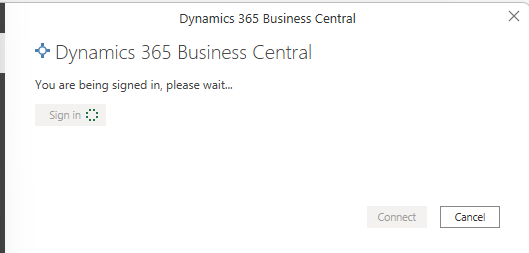 Dynamics 365 Business Central
Dynamics 365 Business Central
You are being signed in, please wait...
Sign in
Connect Cancel